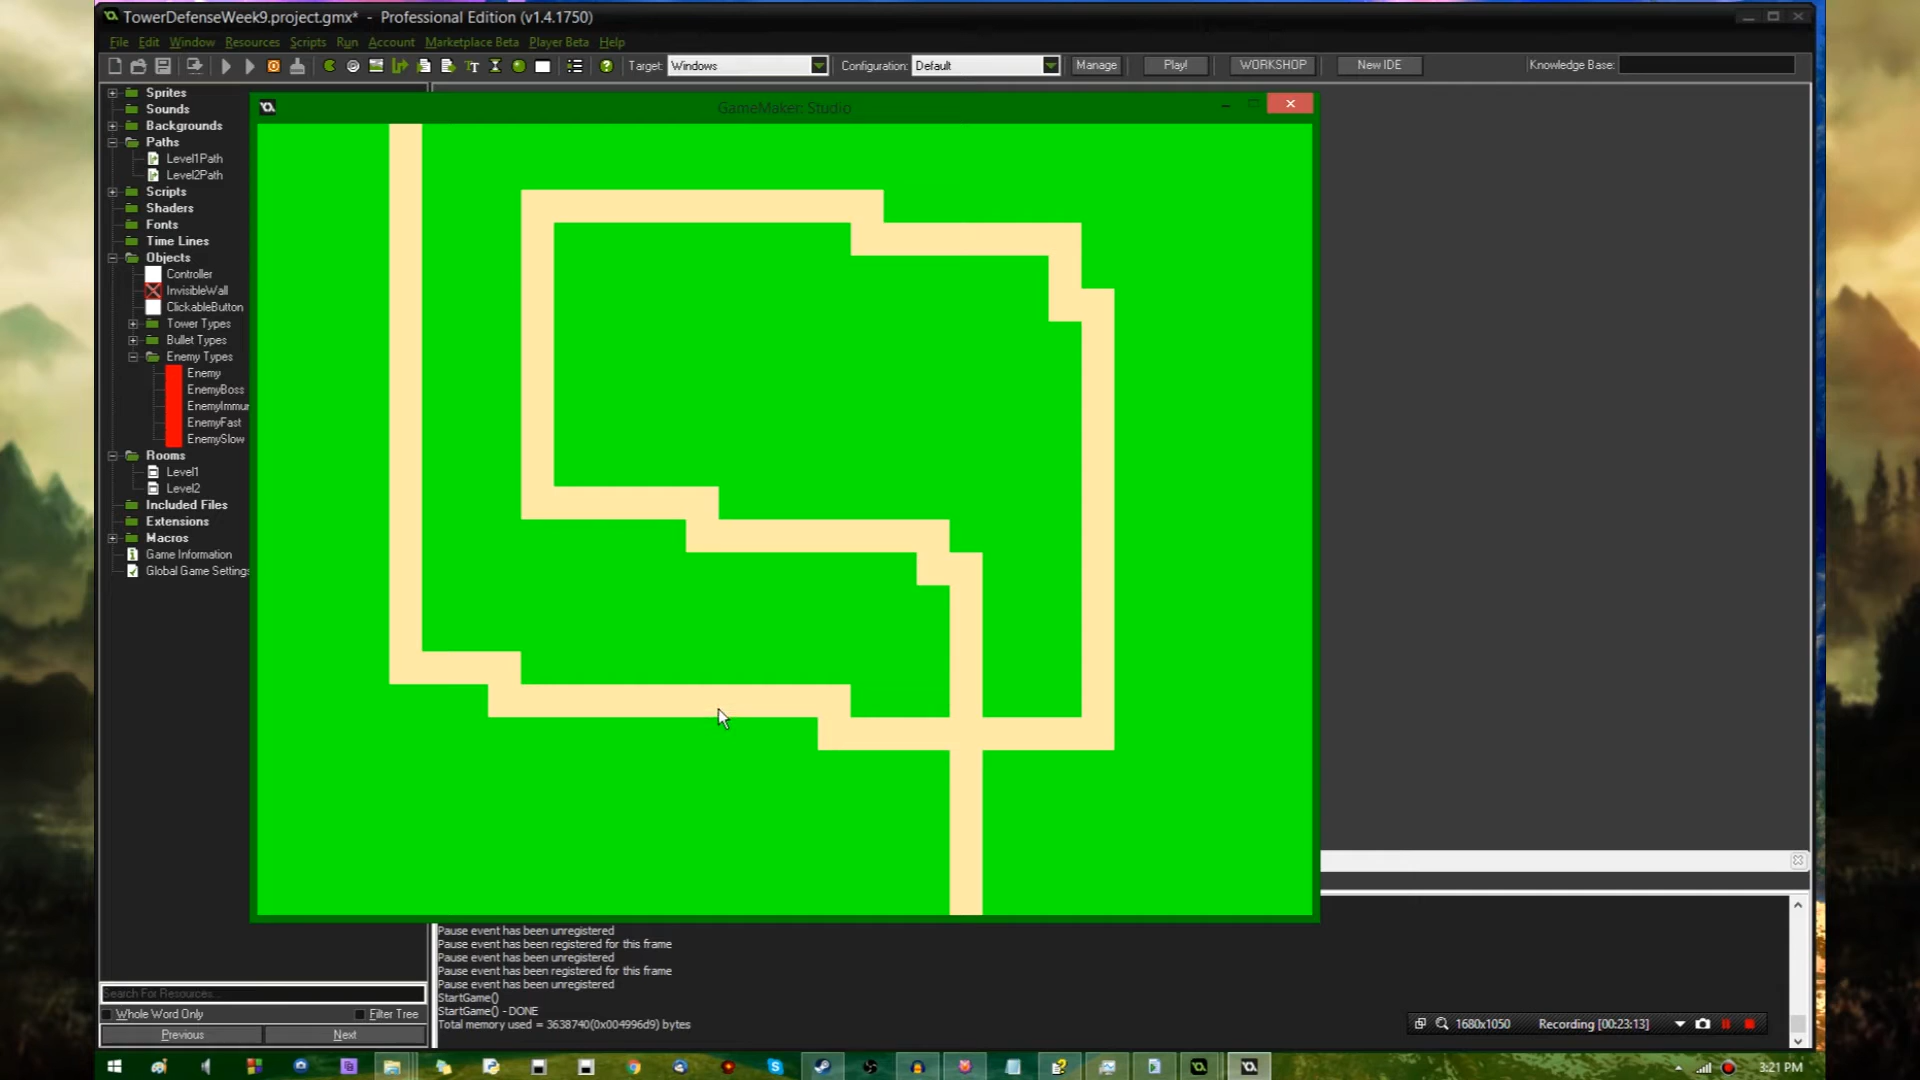 TowerDefenseWeek9.project.gmx* - Professional Edition (v1.4.1750)
File Edit Window Resources Scripts Run Account Marketplace Beta Player Beta Help
Target: Windows Configuration: Default Manage Play! WORKSHOP New IDE Knowledge Base:
GameMaker: Studio
Sprites
Sounds
Backgrounds
Paths
Level1Path
Level2Path
Scripts
Shaders
Fonts
Time Lines
Objects
Controller
InvisibleWall
ClickableButton
Tower Types
Bullet Types
Enemy Types
Enemy
EnemyBoss
EnemyImmu
EnemyFast
EnemySlow
Rooms
Level1
Level2
Included Files
Extensions
Macros
Game Information
Global Game Settings
Search For Resources...
Whole Word Only Filter Tree
Previous Next
Pause event has been unregistered
Pause event has been registered for this frame
Pause event has been unregistered
Pause event has been registered for this frame
Pause event has been unregistered
StartGame()
StartGame() - DONE
Total memory used = 3638740(0x004996d9) bytes
1680x1050 Recording [00:23:13]
3:21 PM